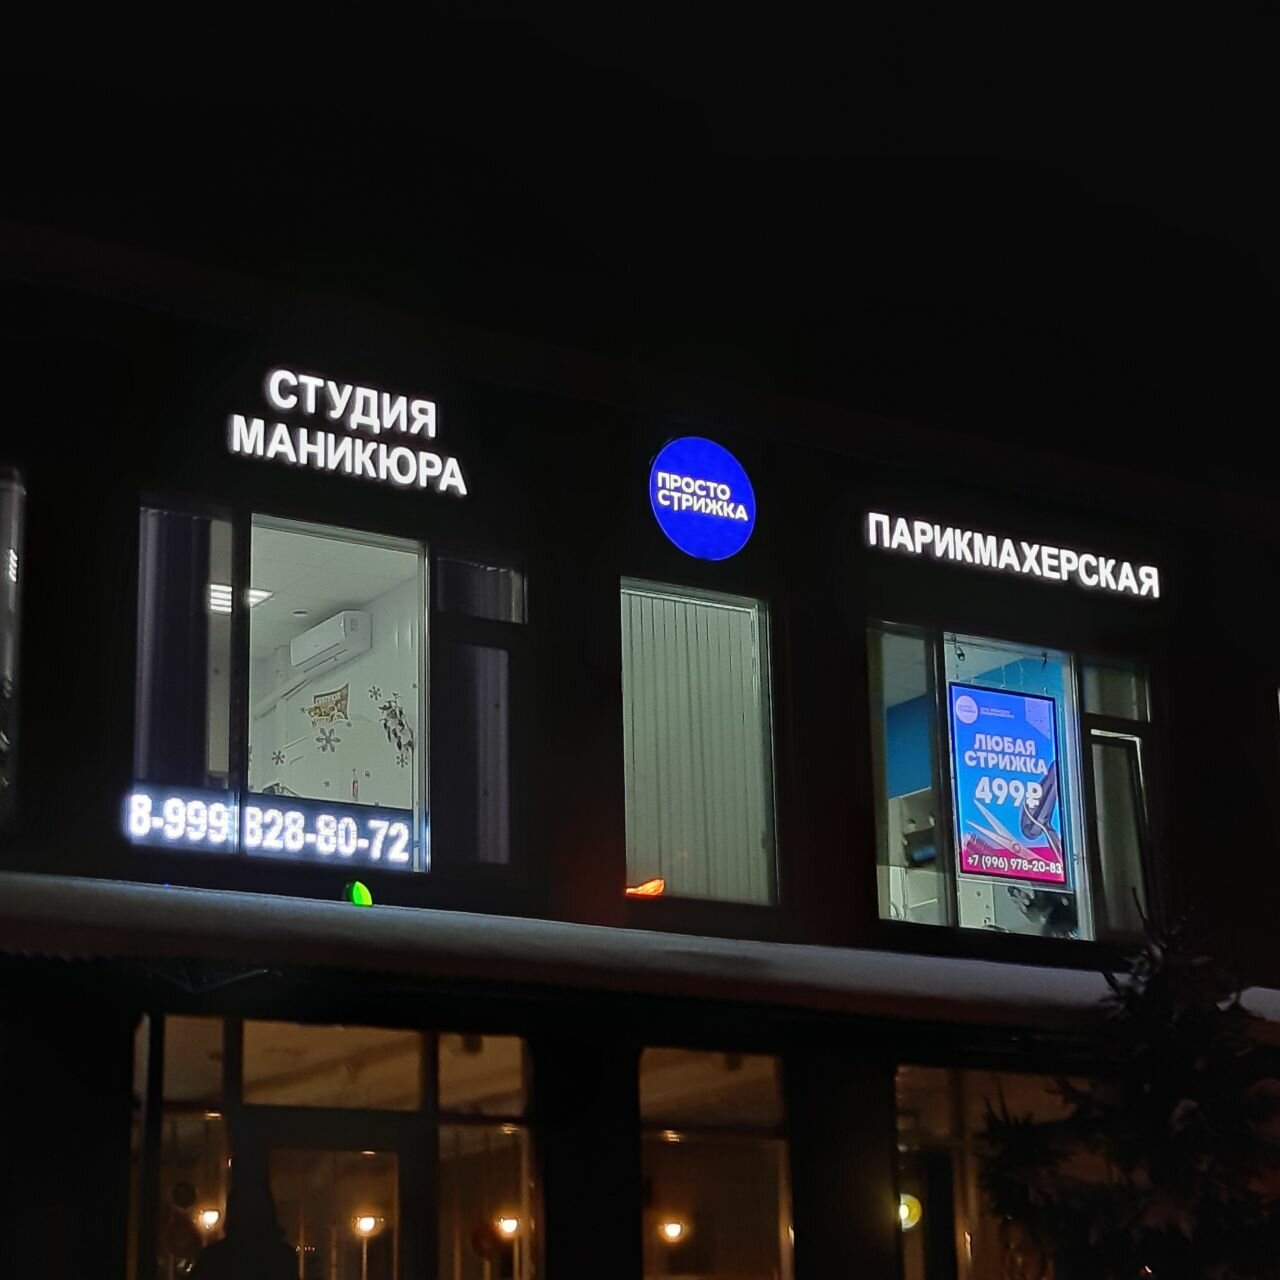 СТУДИЯ
МАНИКЮРА
ПРОСТО
СТРИЖКА
ПАРИКМАХЕРСКАЯ
8-999 828-80-72
ЛЮБАЯ
СТРИЖКА
499₽
+7 (996) 978-20-83